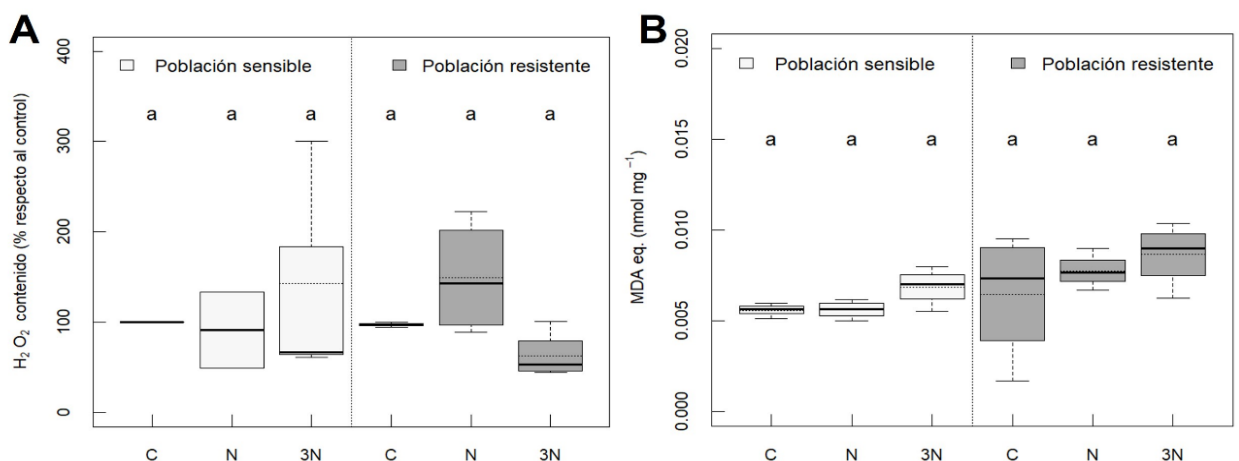 A
H2 O2 contenido (% respecto al control)
400
300
200
100
0
Población sensible
Población resistente
a a a a a a
C N 3N C N 3N
B
MDA eq. (nmol mg −1)
0.020
0.015
0.010
0.005
0.000
Población sensible
Población resistente
a a a a a a
C N 3N C N 3N